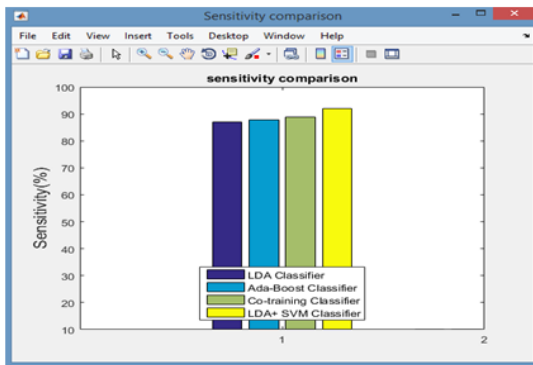 Sensitivity comparison
File Edit View Insert Tools Desktop Window Help
sensitivity comparison
100
90
80
70
60
50
40
30
20
10
Sensitivity(%)
LDA Classifier
Ada-Boost Classifier
Co-training Classifier
LDA+ SVM Classifier
1 2